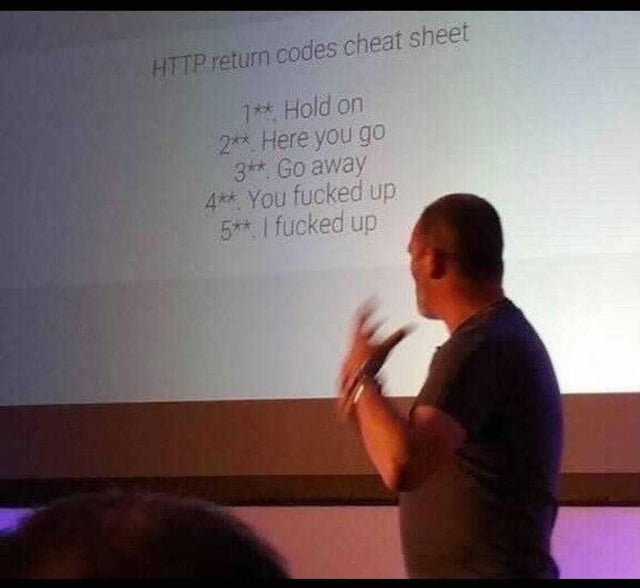 HTTP return codes cheat sheet
1**. Hold on
2**. Here you go
3**. Go away
4**. You fucked up
5**. I fucked up